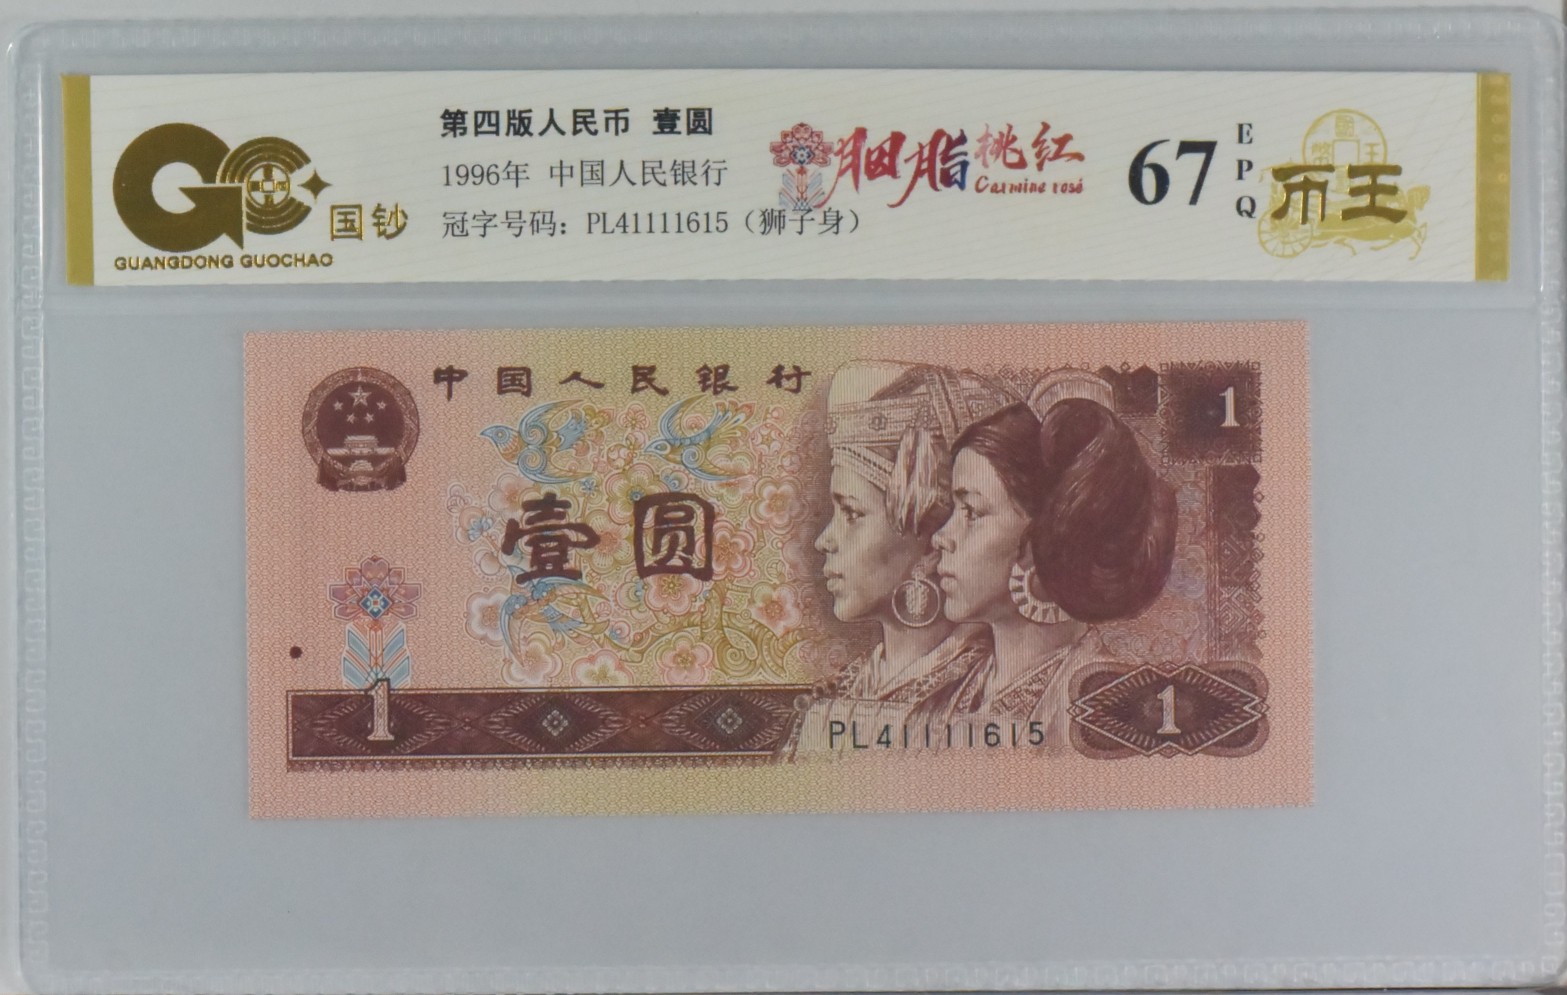 GC
国钞
GUANGDONG GUOCHAO
第四版人民币 壹圆
1996年 中国人民银行
冠字号码：PL41111615（狮子身）
胭脂桃红
Carmine rosé
67
EPQ
币王
中国人民银行
1
壹圆
1
PL41111615
1